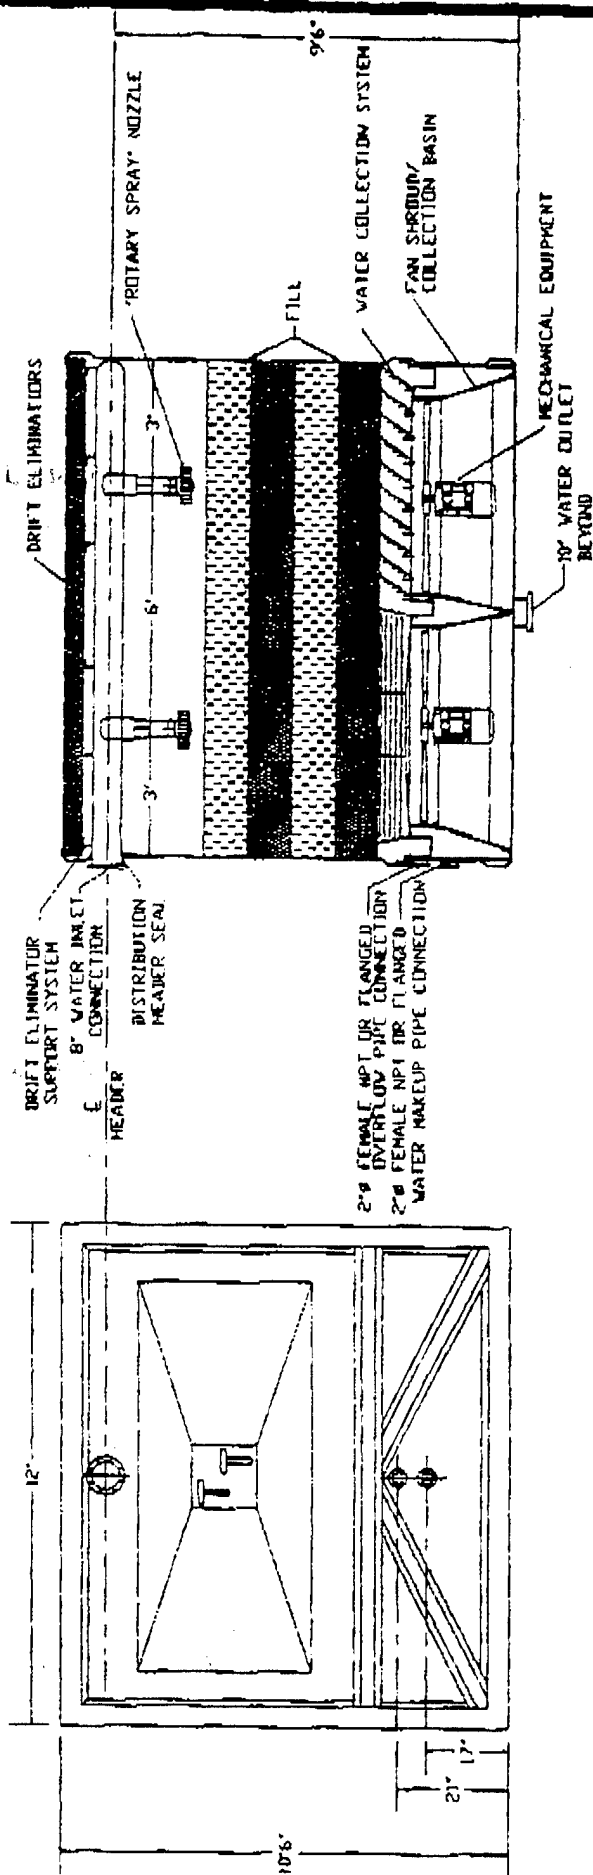 9'6"
DRIFT ELIMINATORS
"ROTARY SPRAY" NOZZLE
FILL
WATER COLLECTION SYSTEM
FAN SHROUD/
COLLECTION BASIN
MECHANICAL EQUIPMENT
10" WATER OUTLET
BEYOND
3'
6'
3'
DRIFT ELIMINATOR
SUPPORT SYSTEM
8" WATER INLET
CONNECTION
DISTRIBUTION
HEADER SEAL
℄
HEADER
2"ø FEMALE NPT OR FLANGED
OVERFLOW PIPE CONNECTION
2"ø FEMALE NPT OR FLANGED
WATER MAKEUP PIPE CONNECTION
12'
10'6"
21"
17"